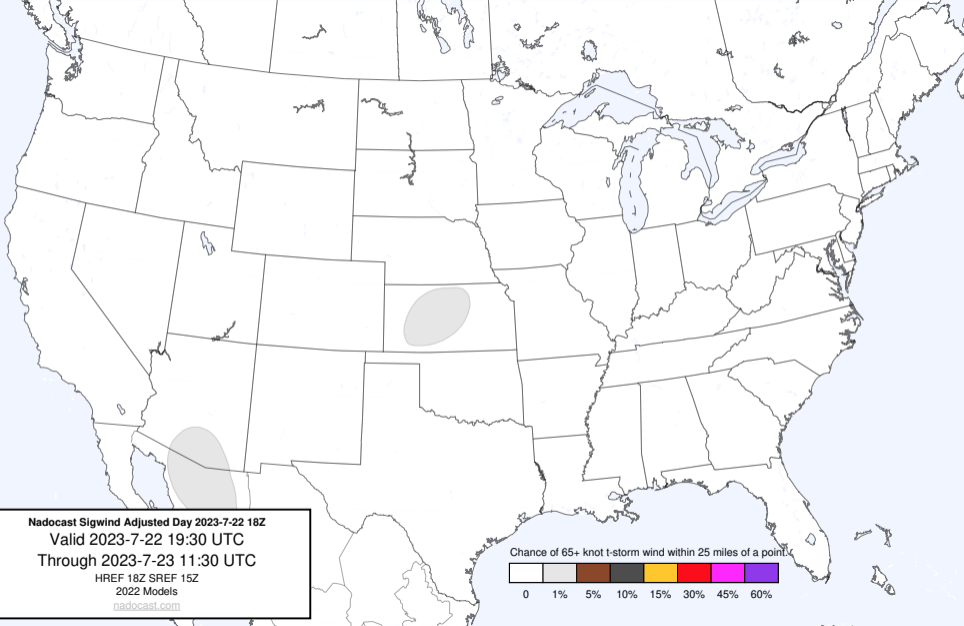 Nadocast Sigwind Adjusted Day 2023-7-22 18Z
Valid 2023-7-22 19:30 UTC
Through 2023-7-23 11:30 UTC
HREF 18Z SREF 15Z
2022 Models
nadocast.com
Chance of 65+ knot t-storm wind within 25 miles of a point.
0 1% 5% 10% 15% 30% 45% 60%